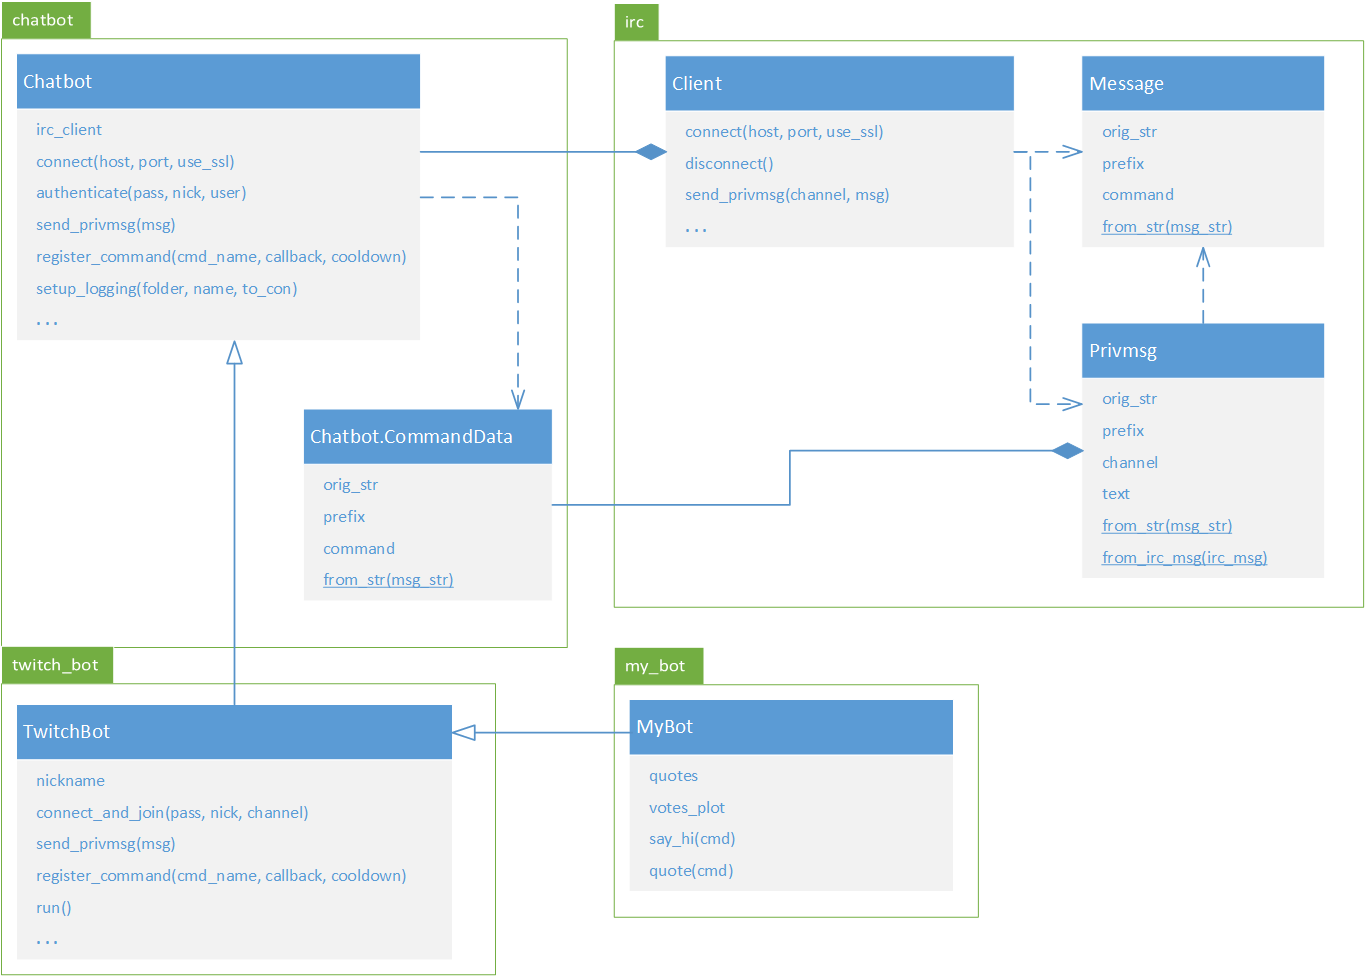 chatbot
Chatbot
irc_client
connect(host, port, use_ssl)
authenticate(pass, nick, user)
send_privmsg(msg)
register_command(cmd_name, callback, cooldown)
setup_logging(folder, name, to_con)
...
Chatbot.CommandData
orig_str
prefix
command
from_str(msg_str)
irc
Client
connect(host, port, use_ssl)
disconnect()
send_privmsg(channel, msg)
...
Message
orig_str
prefix
command
from_str(msg_str)
Privmsg
orig_str
prefix
channel
text
from_str(msg_str)
from_irc_msg(irc_msg)
twitch_bot
TwitchBot
nickname
connect_and_join(pass, nick, channel)
send_privmsg(msg)
register_command(cmd_name, callback, cooldown)
run()
...
my_bot
MyBot
quotes
votes_plot
say_hi(cmd)
quote(cmd)